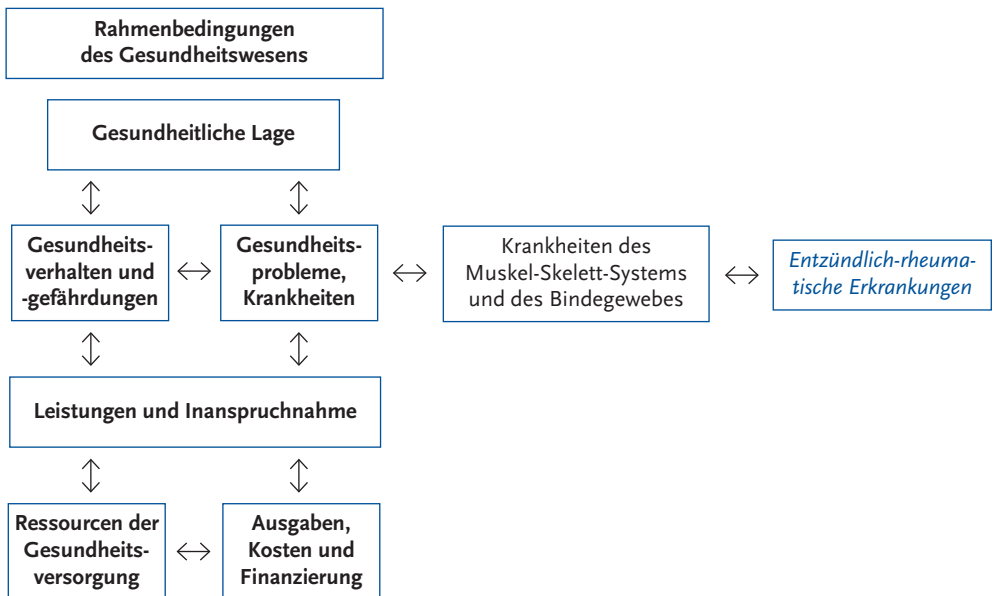 Rahmenbedingungen
des Gesundheitswesens
Gesundheitliche Lage
Gesundheits-
verhalten und
-gefährdungen
Gesundheits-
probleme,
Krankheiten
Krankheiten des
Muskel-Skelett-Systems
und des Bindegewebes
Entzündlich-rheuma-
tische Erkrankungen
Leistungen und Inanspruchnahme
Ressourcen der
Gesundheits-
versorgung
Ausgaben,
Kosten und
Finanzierung